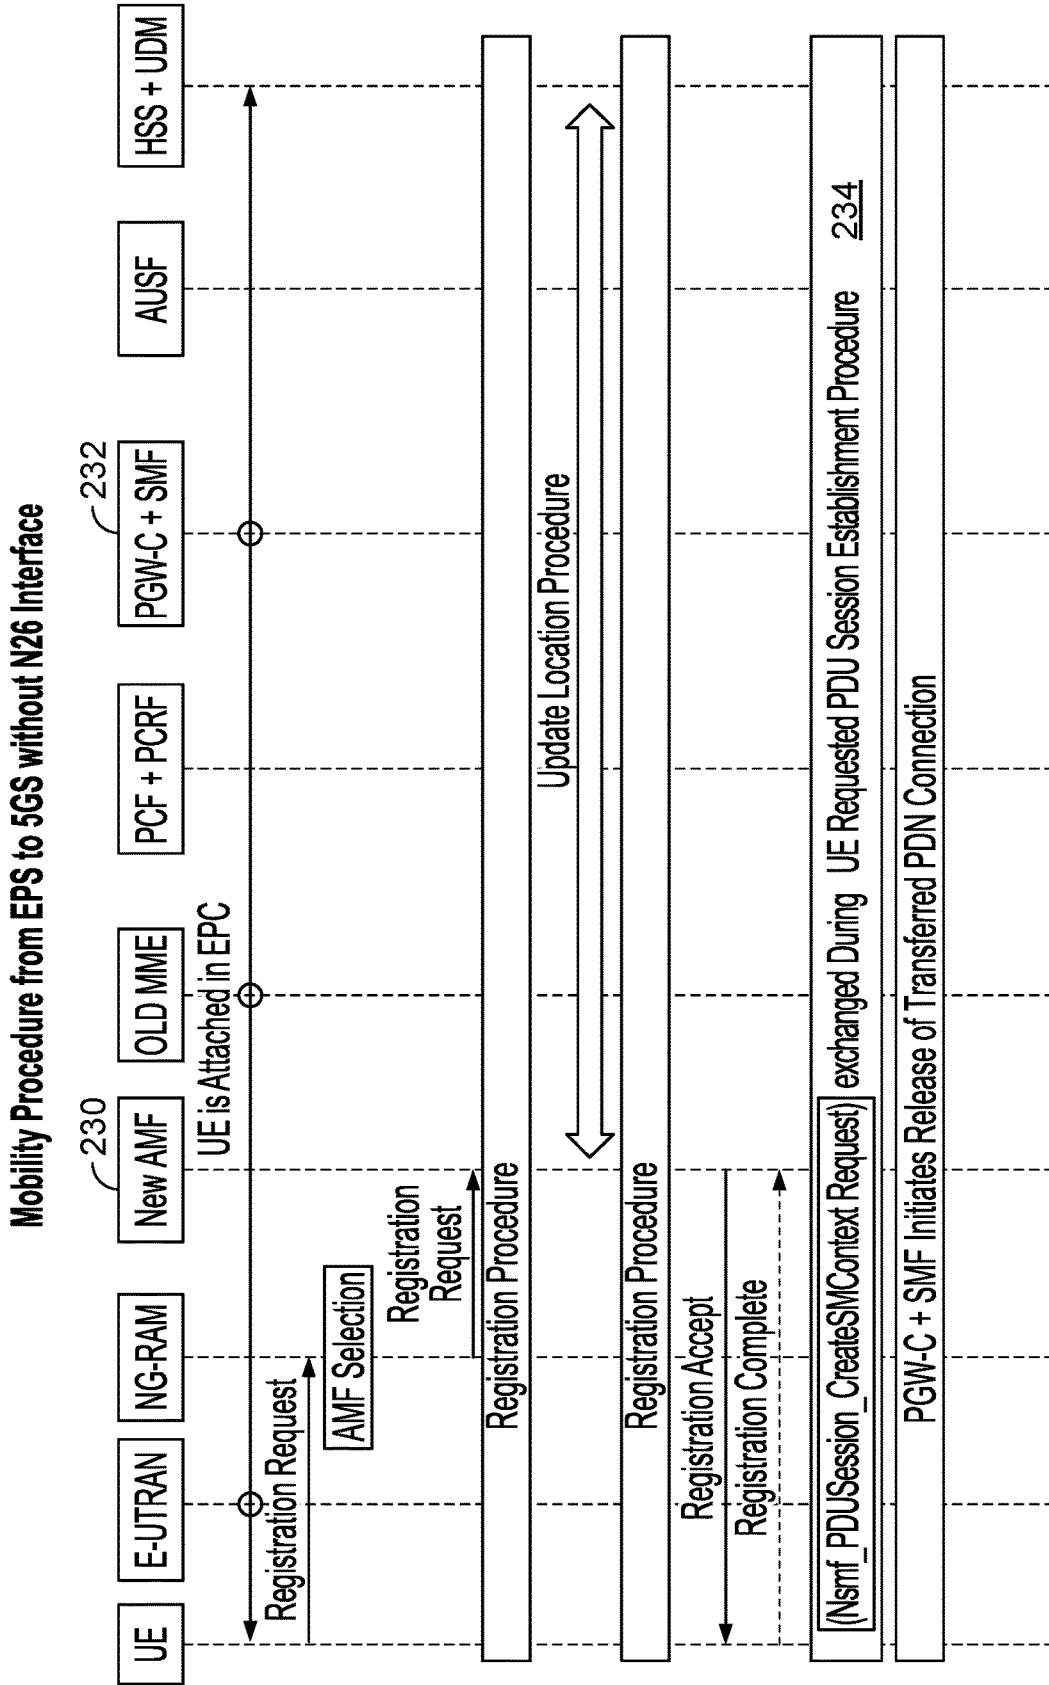 Mobility Procedure from EPS to 5GS without N26 Interface
230
232
UE
E-UTRAN
NG-RAM
New AMF
OLD MME
PCF + PCRF
PGW-C + SMF
AUSF
HSS + UDM
UE is Attached in EPC
Registration Request
AMF Selection
Registration
Request
Registration Procedure
Update Location Procedure
Registration Procedure
Registration Accept
Registration Complete
(Nsmf_PDUSession_CreateSMContext Request) exchanged During UE Requested PDU Session Establishment Procedure 234
PGW-C + SMF Initiates Release of Transferred PDN Connection